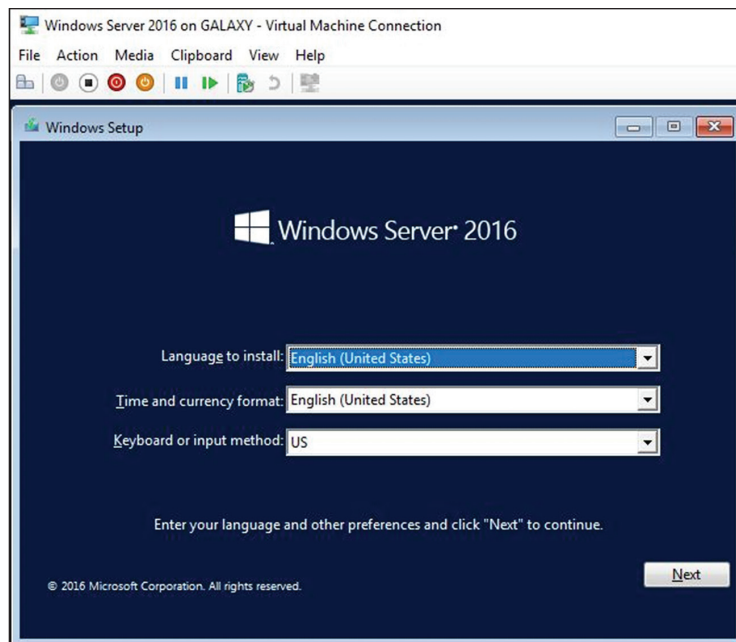 Windows Server 2016 on GALAXY - Virtual Machine Connection
File Action Media Clipboard View Help
Windows Setup
Windows Server® 2016
Language to install: English (United States)
Time and currency format: English (United States)
Keyboard or input method: US
Enter your language and other preferences and click "Next" to continue.
Next
© 2016 Microsoft Corporation. All rights reserved.